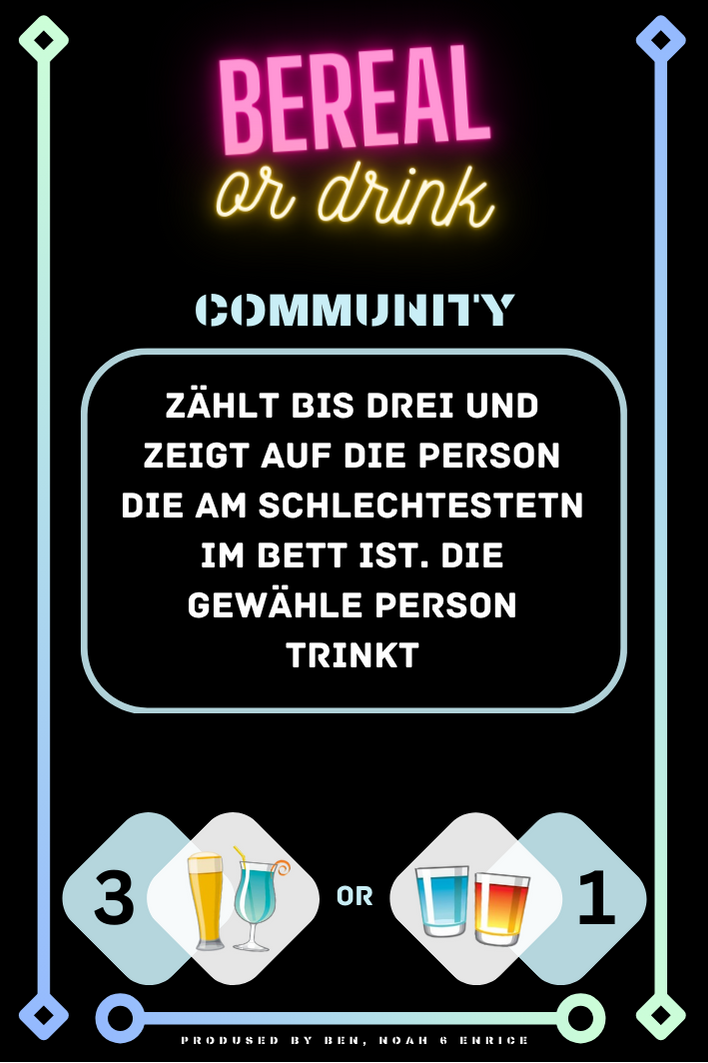 BEREAL
or drink
COMMUNITY
ZÄHLT BIS DREI UND
ZEIGT AUF DIE PERSON
DIE AM SCHLECHTESTETN
IM BETT IST. DIE
GEWÄHLE PERSON
TRINKT
3 OR 1
PRODUSED BY BEN, NOAH & ENRICE